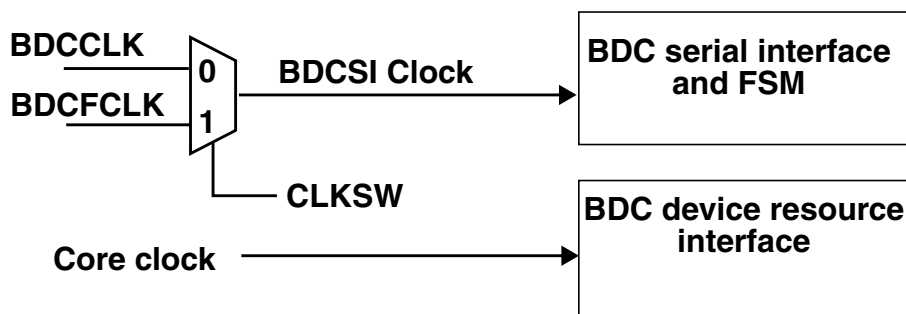 BDCCLK
0
BDCSI Clock
BDC serial interface
and FSM
BDCFCLK
1
CLKSW
BDC device resource
interface
Core clock